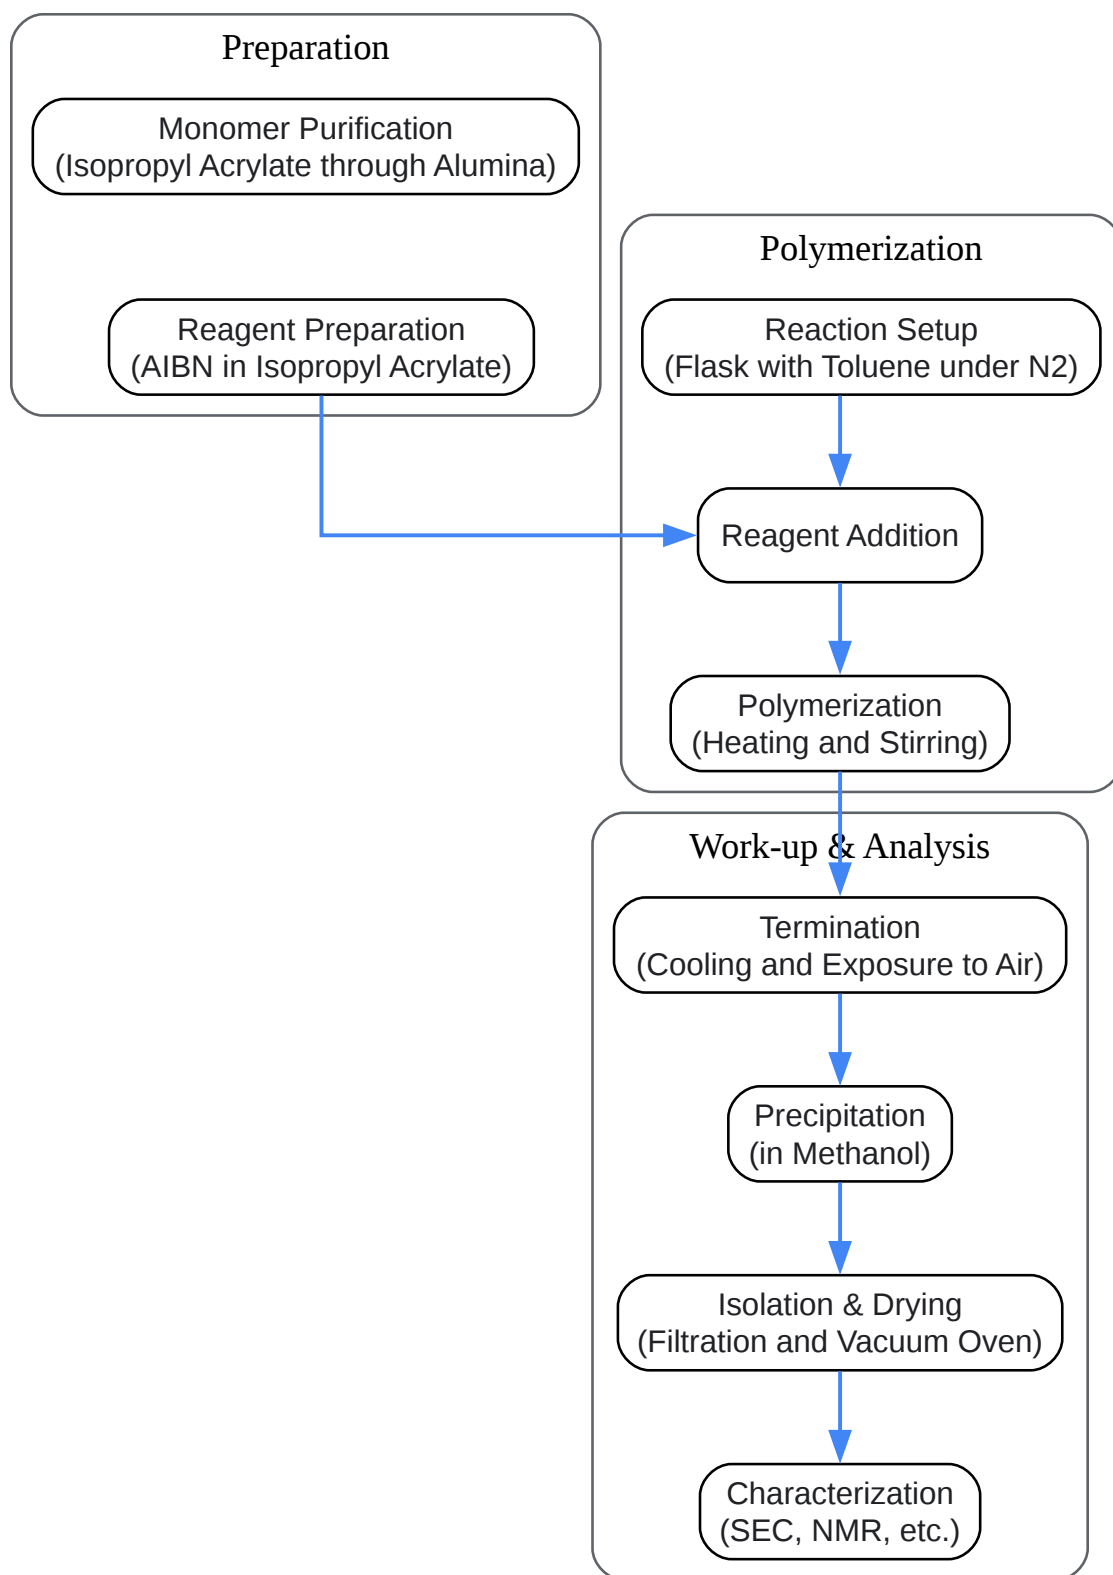 Preparation
Monomer Purification
(Isopropyl Acrylate through Alumina)
Reagent Preparation
(AIBN in Isopropyl Acrylate)
Polymerization
Reaction Setup
(Flask with Toluene under N2)
Reagent Addition
Polymerization
(Heating and Stirring)
Work-up & Analysis
Termination
(Cooling and Exposure to Air)
Precipitation
(in Methanol)
Isolation & Drying
(Filtration and Vacuum Oven)
Characterization
(SEC, NMR, etc.)